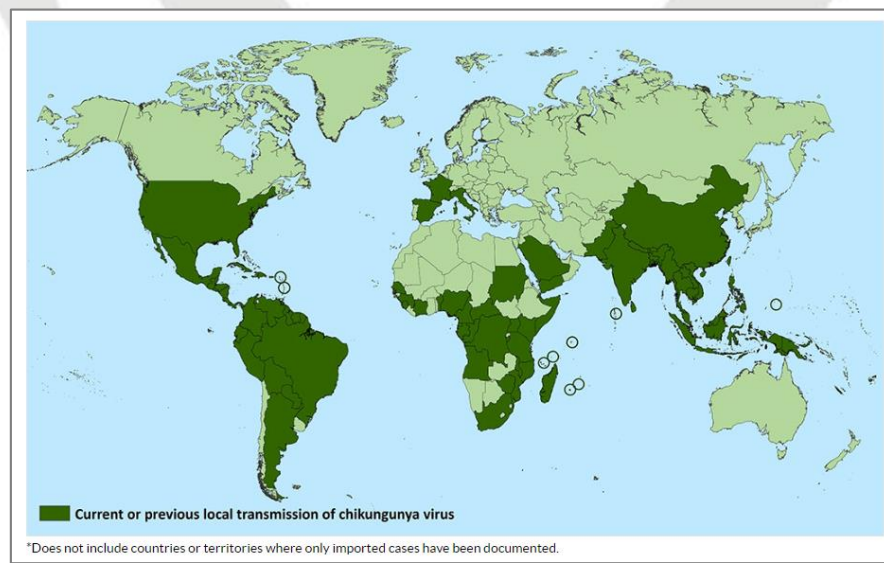 Current or previous local transmission of chikungunya virus
*Does not include countries or territories where only imported cases have been documented.